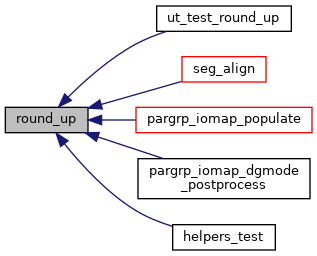 ut_test_round_up
seg_align
round_up
pargrp_iomap_populate
pargrp_iomap_dgmode
_postprocess
helpers_test